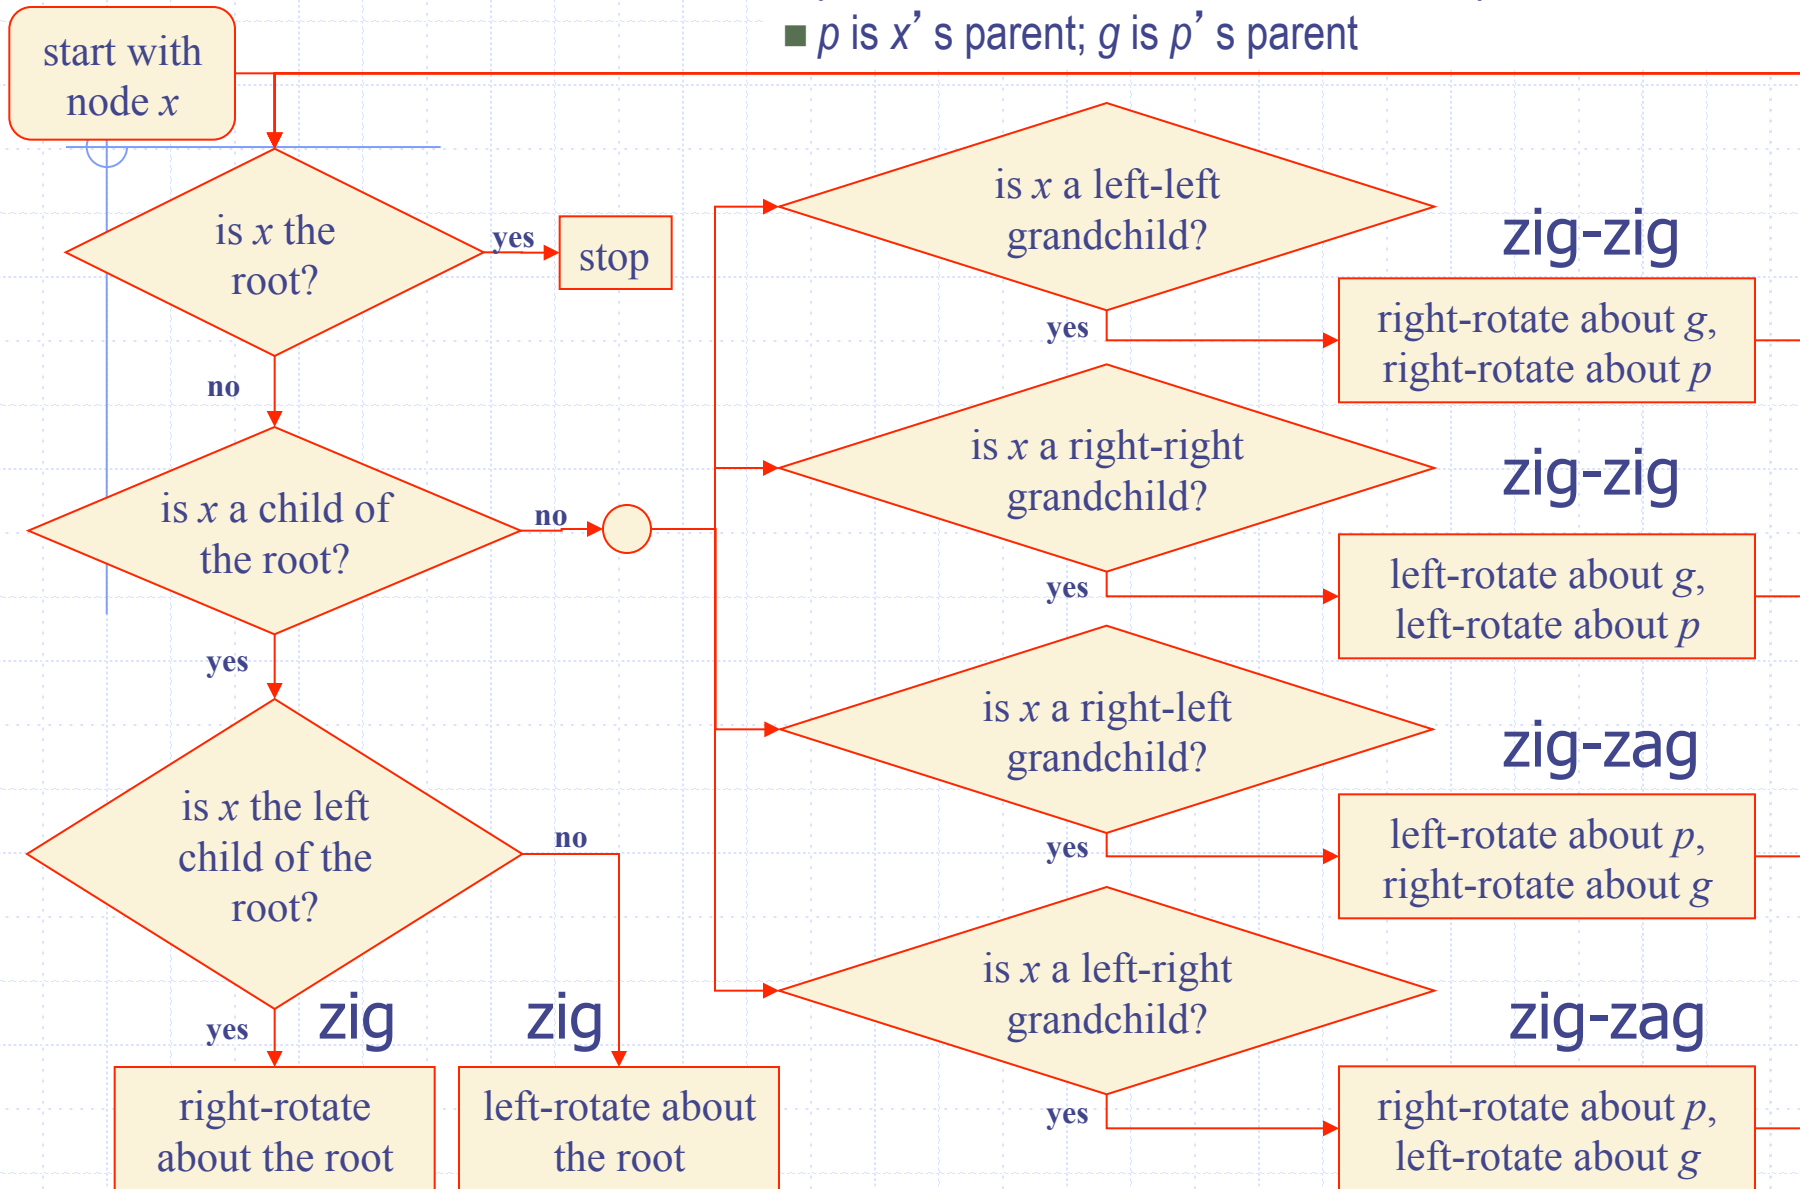 ■ p is x’ s parent; g is p’ s parent
start with
node x
is x the
root?
yes
stop
no
is x a child of
the root?
no
yes
is x the left
child of the
root?
no
yes
zig
zig
right-rotate
about the root
left-rotate about
the root
is x a left-left
grandchild?
yes
zig-zig
right-rotate about g,
right-rotate about p
is x a right-right
grandchild?
yes
zig-zig
left-rotate about g,
left-rotate about p
is x a right-left
grandchild?
yes
zig-zag
left-rotate about p,
right-rotate about g
is x a left-right
grandchild?
yes
zig-zag
right-rotate about p,
left-rotate about g